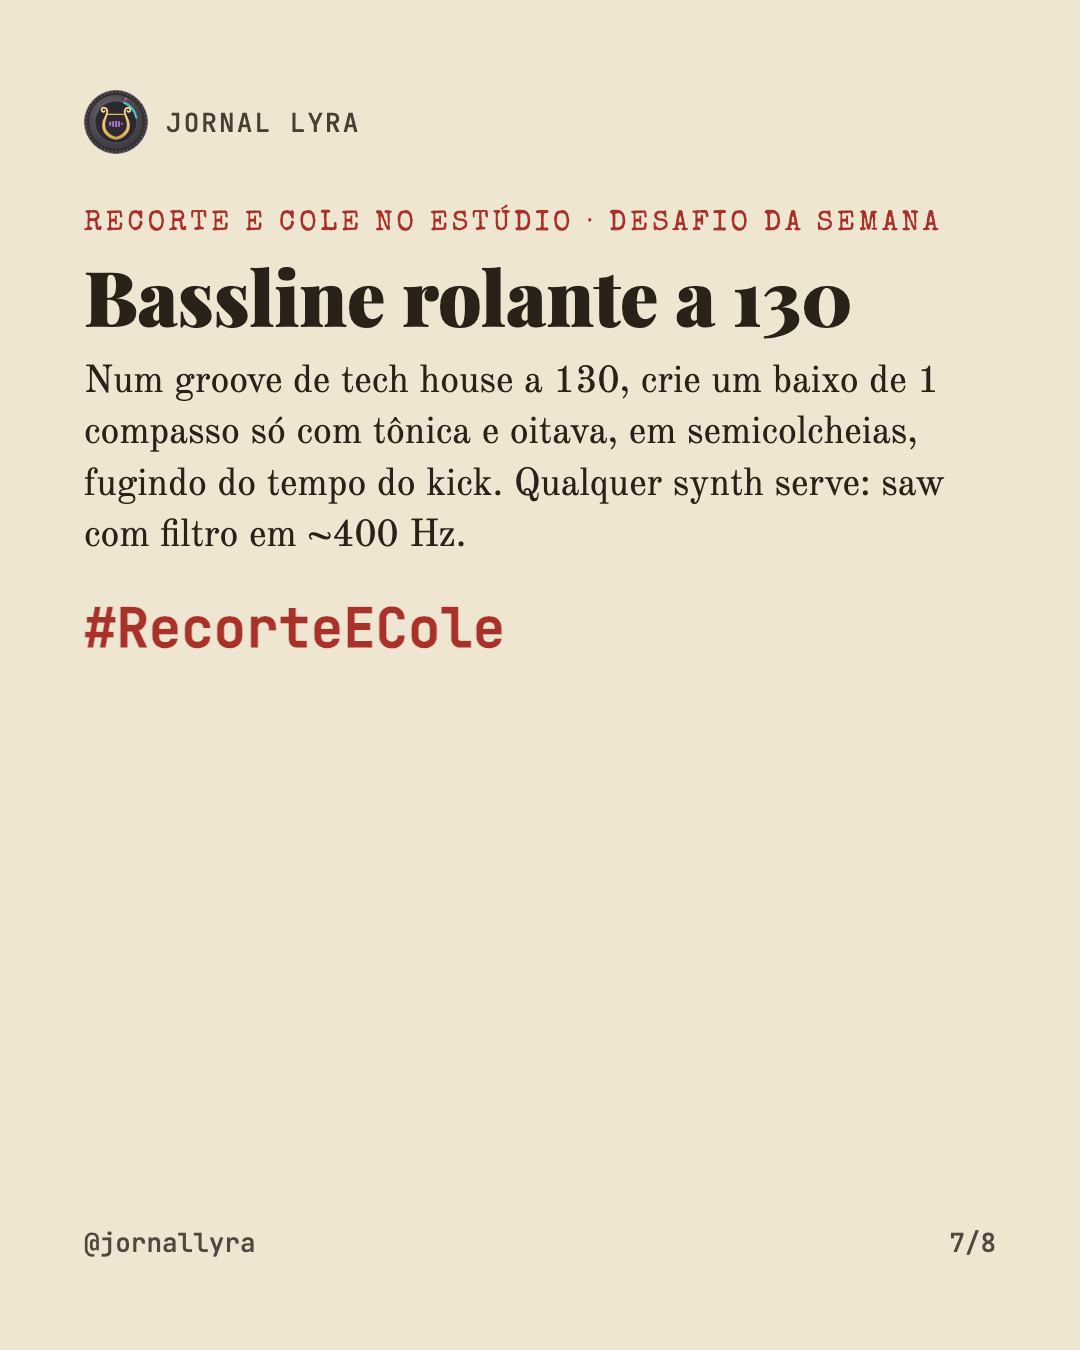 JORNAL LYRA
RECORTE E COLE NO ESTÚDIO · DESAFIO DA SEMANA
Bassline rolante a 130
Num groove de tech house a 130, crie um baixo de 1
compasso só com tônica e oitava, em semicolcheias,
fugindo do tempo do kick. Qualquer synth serve: saw
com filtro em ~400 Hz.
#RecorteECole
@jornallyra
7/8